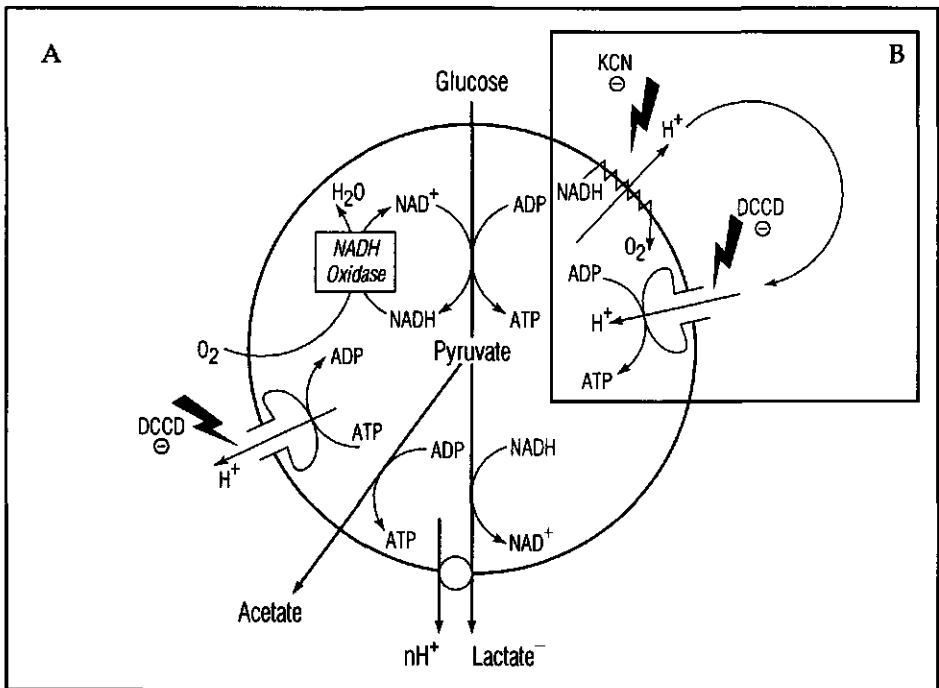 A
B
KCN
⊖
Glucose
H⁺
NADH
O₂
DCCD
⊖
ADP
H⁺
ATP
H₂O
NAD⁺
ADP
NADH
Oxidase
NADH
ATP
O₂
Pyruvate
ADP
DCCD
⊖
ATP
H⁺
ADP
NADH
ATP
NAD⁺
Acetate
nH⁺
Lactate⁻